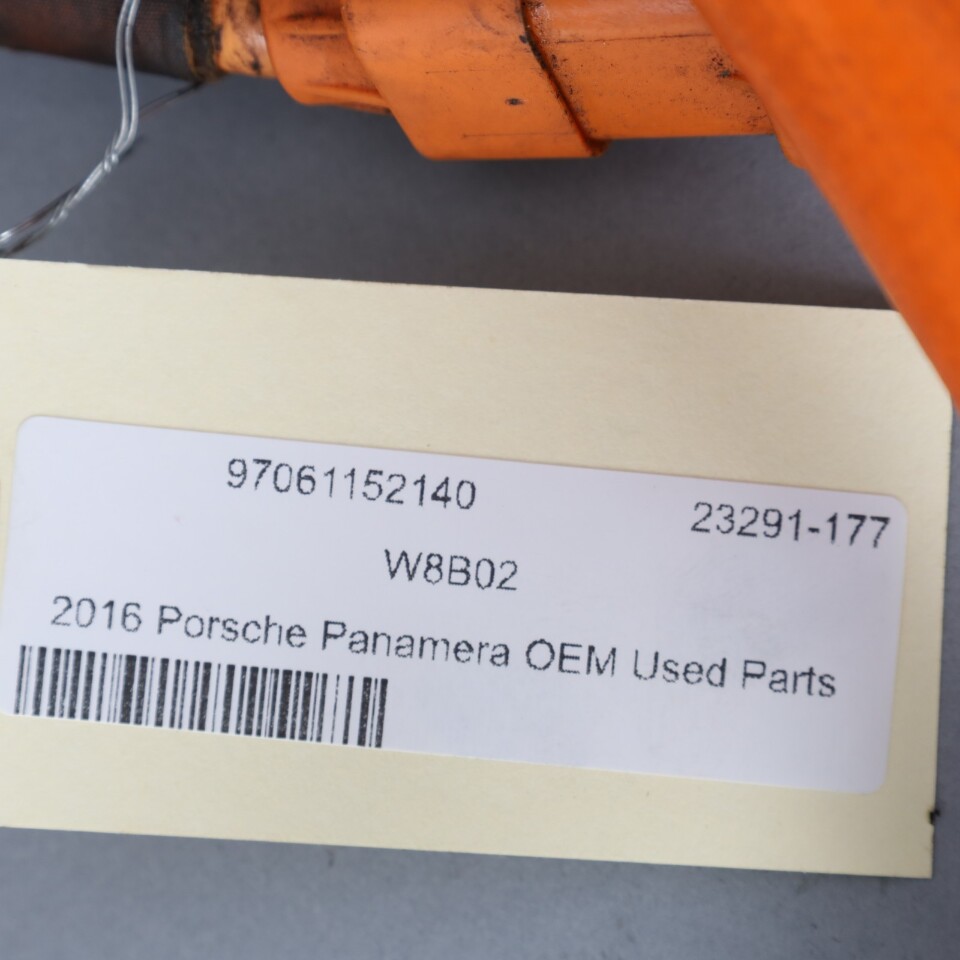 97061152140
23291-177
W8B02
2016 Porsche Panamera OEM Used Parts